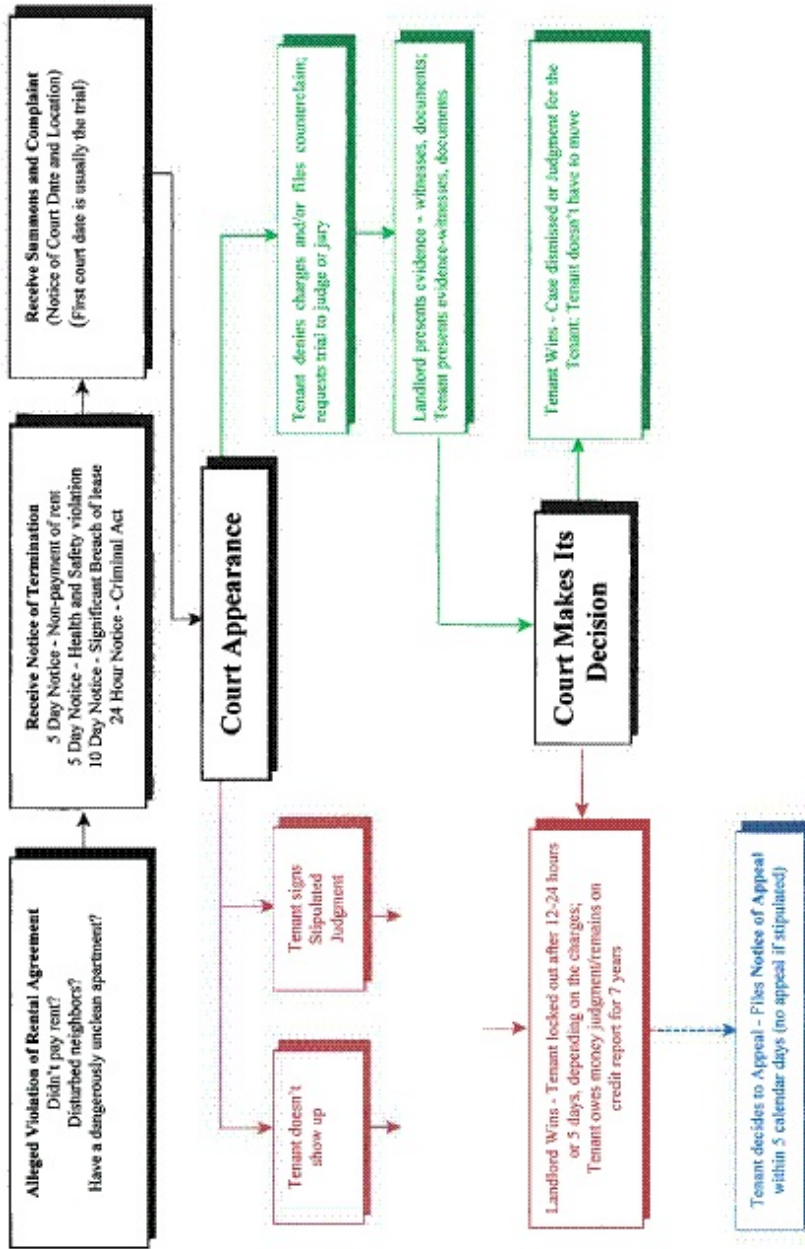 Alleged Violation of Rental Agreement
Didn't pay rent?
Disturbed neighbors?
Have a dangerously unclean apartment?
Receive Notice of Termination
5 Day Notice - Non-payment of rent
5 Day Notice - Health and Safety violation
10 Day Notice - Significant Breach of lease
24 Hour Notice - Criminal Act
Receive Summons and Complaint
(Notice of Court Date and Location)
(First court date is usually the trial)
Court Appearance
Tenant doesn't
show up
Tenant signs
Stipulated
Judgment
Tenant denies charges and/or files counterclaim;
requests trial to judge or jury
Landlord presents evidence - witnesses, documents;
Tenant presents evidence-witnesses, documents
Court Makes Its
Decision
Landlord Wins - Tenant locked out after 12-24 hours
or 5 days, depending on the charges;
Tenant owes money judgment/remains on
credit report for 7 years
Tenant Wins - Case dismissed or Judgment for the
Tenant; Tenant doesn't have to move
Tenant decides to Appeal - Files Notice of Appeal
within 5 calendar days (no appeal if stipulated)